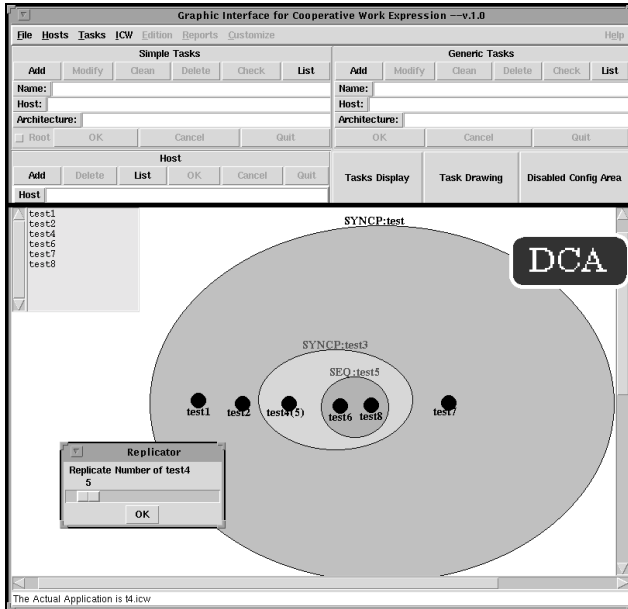 Graphic Interface for Cooperative Work Expression --v.1.0
File Hosts Tasks ICW Edition Reports Customize Help
Simple Tasks
Add Modify Clean Delete Check List
Name:
Host:
Architecture:
Root OK Cancel Quit
Generic Tasks
Add Modify Clean Delete Check List
Name:
Host:
Architecture:
OK Cancel Quit
Host
Add Delete List OK Cancel Quit
Host
Tasks Display Task Drawing Disabled Config Area
test1
test2
test4
test6
test7
test8
SYNCP:test
DCA
SYNCP:test3
SEQ:test5
test1 test2 test4(5) test6 test8 test7
Replicator
Replicate Number of test4
5
OK
The Actual Application is t4.icw